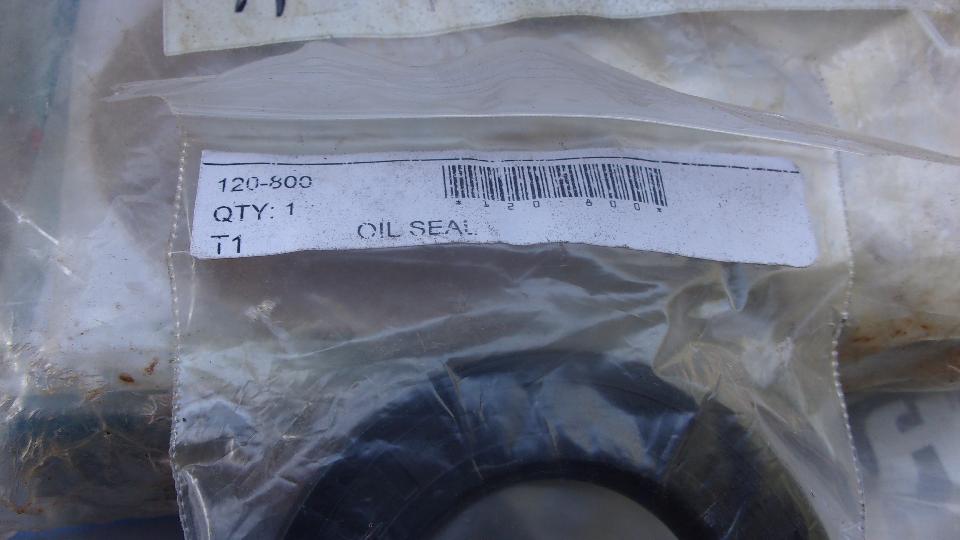 120-800
QTY: 1
T1
OIL SEAL
*120 800*